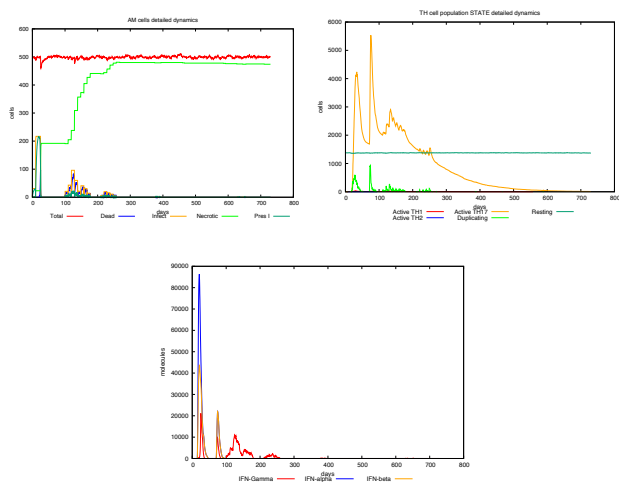 AM cells detailed dynamics
600
500
400
300
200
100
0
cells
0 100 200 300 400 500 600 700 800
days
Total Dead Infect Necrotic Pres I
TH cell population STATE detailed dynamics
6000
5000
4000
3000
2000
1000
0
cells
0 100 200 300 400 500 600 700 800
days
Active TH1 Active TH17 Resting
Active TH2 Duplicating
90000
80000
70000
60000
50000
40000
30000
20000
10000
0
molecules
0 100 200 300 400 500 600 700 800
days
IFN-Gamma IFN-alpha IFN-beta